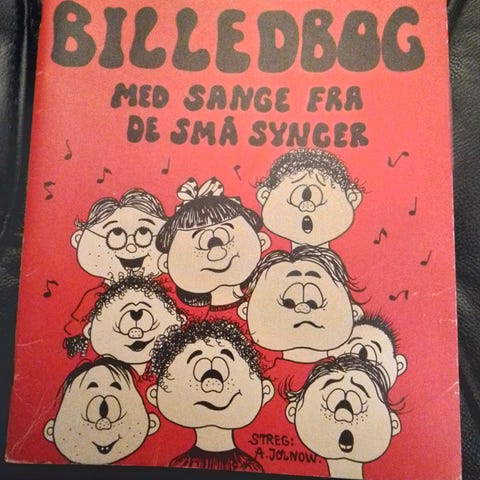 BILLEDBOG
MED SANGE FRA
DE SMÅ SYNGER
STREG:
A. JOLNOW.